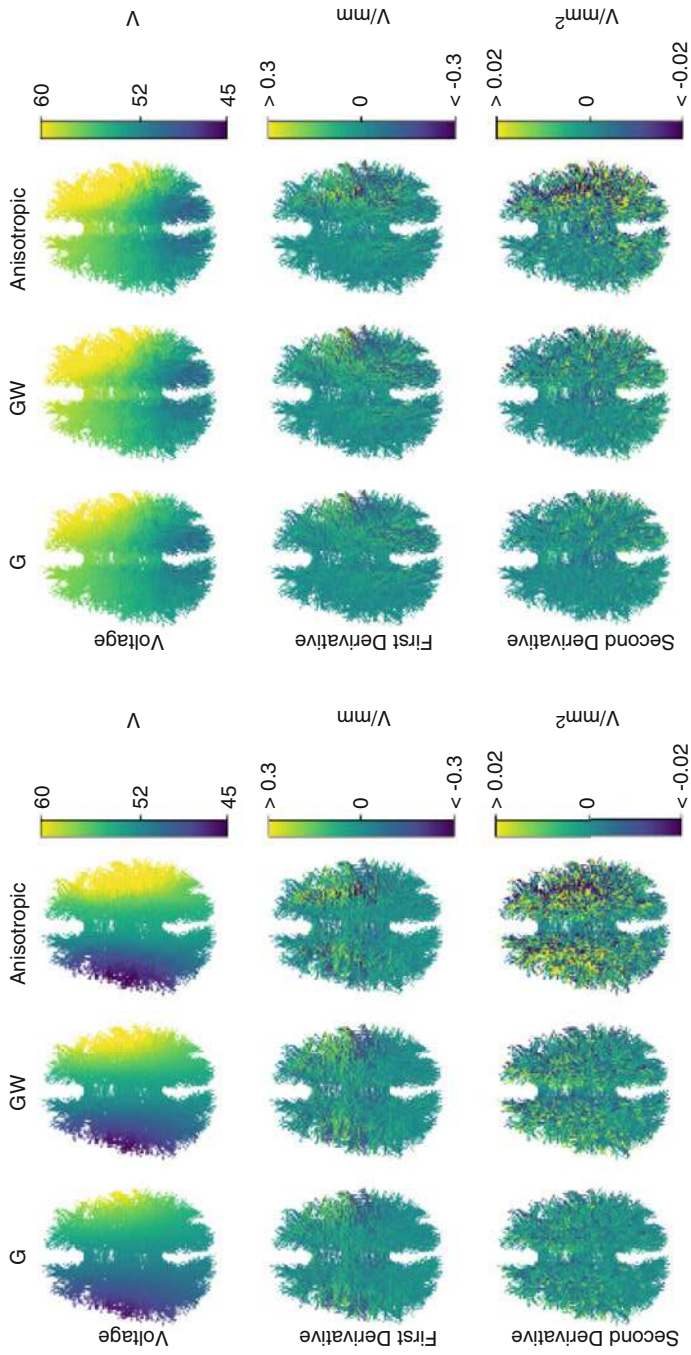 G
GW
Anisotropic
Voltage
60
52
45
V
First Derivative
> 0.3
0
< -0.3
V/mm
Second Derivative
> 0.02
0
< -0.02
V/mm²
G
GW
Anisotropic
Voltage
60
52
45
V
First Derivative
> 0.3
0
< -0.3
V/mm
Second Derivative
> 0.02
0
< -0.02
V/mm²